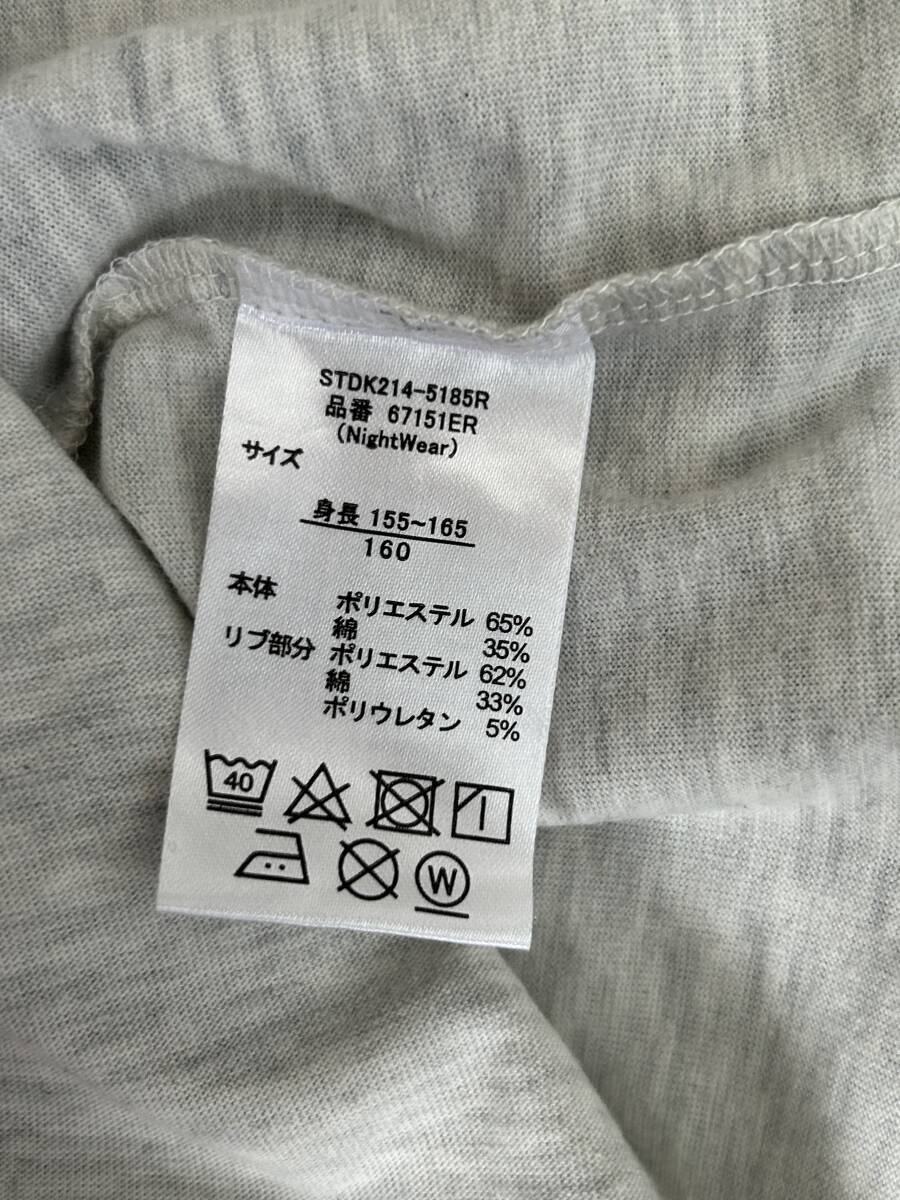 STDK214-5185R
品番 67151ER
(NightWear)
サイズ
身長 155~165
160
本体 ポリエステル 65%
綿 35%
リブ部分 ポリエステル 62%
綿 33%
ポリウレタン 5%
40
W